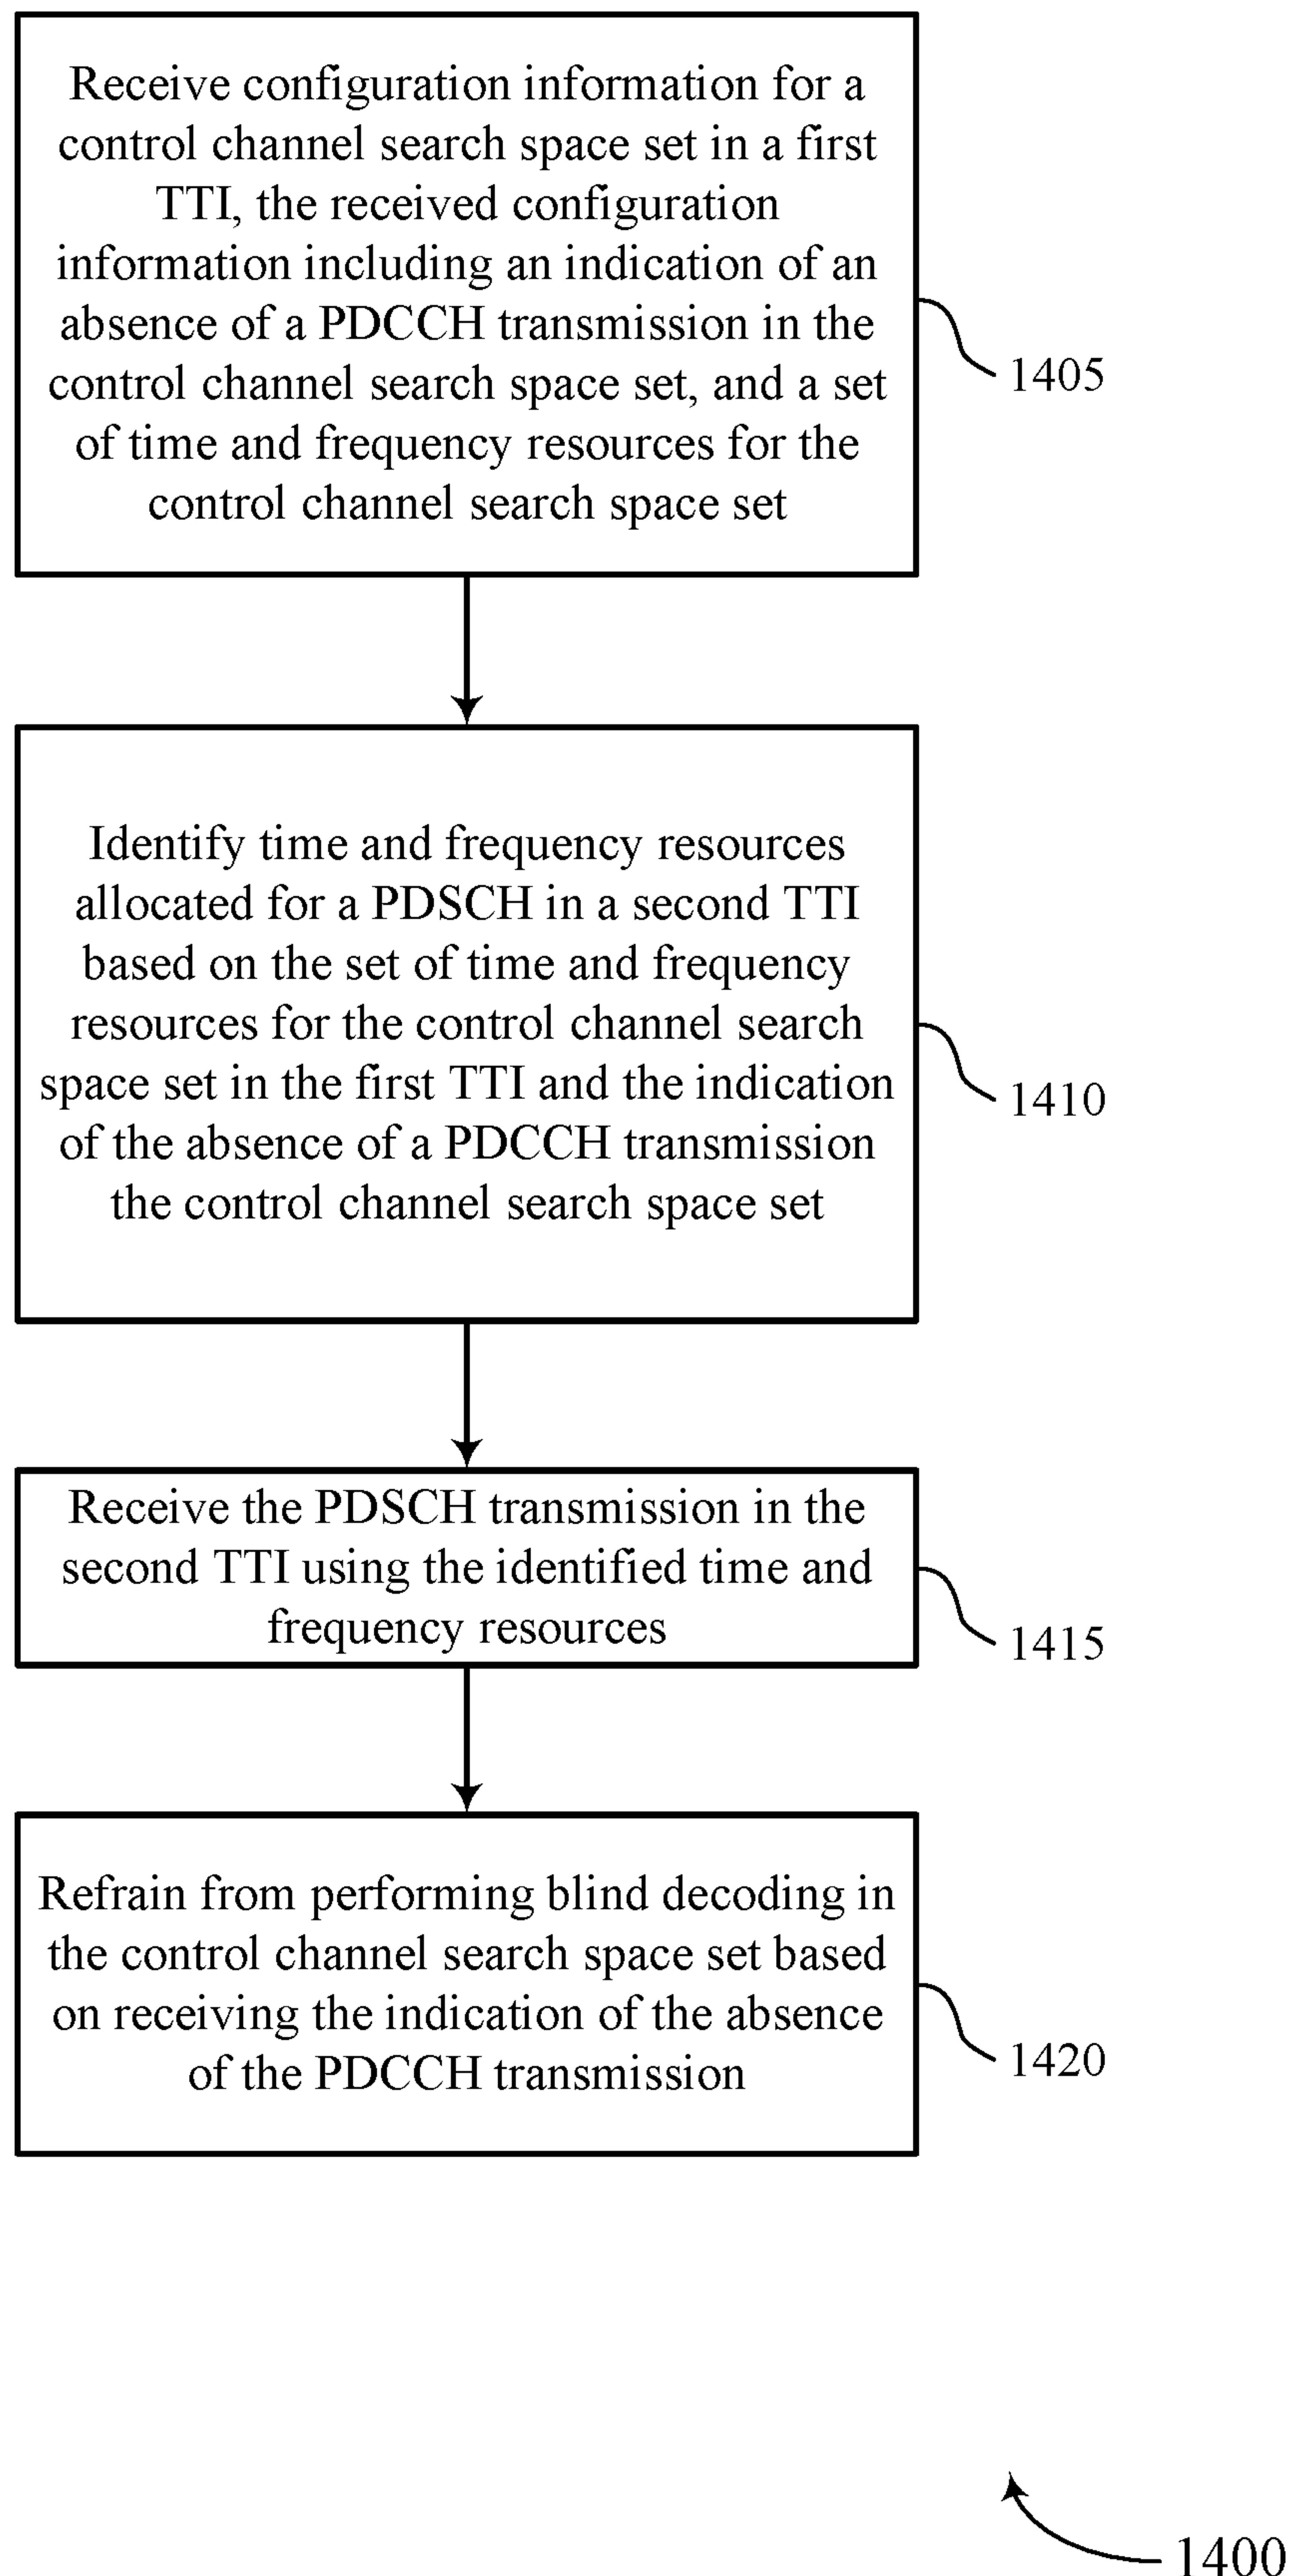 Receive configuration information for a
control channel search space set in a first
TTI, the received configuration
information including an indication of an
absence of a PDCCH transmission in the
control channel search space set, and a set
of time and frequency resources for the
control channel search space set
1405
Identify time and frequency resources
allocated for a PDSCH in a second TTI
based on the set of time and frequency
resources for the control channel search
space set in the first TTI and the indication
of the absence of a PDCCH transmission
the control channel search space set
1410
Receive the PDSCH transmission in the
second TTI using the identified time and
frequency resources
1415
Refrain from performing blind decoding in
the control channel search space set based
on receiving the indication of the absence
of the PDCCH transmission
1420
1400